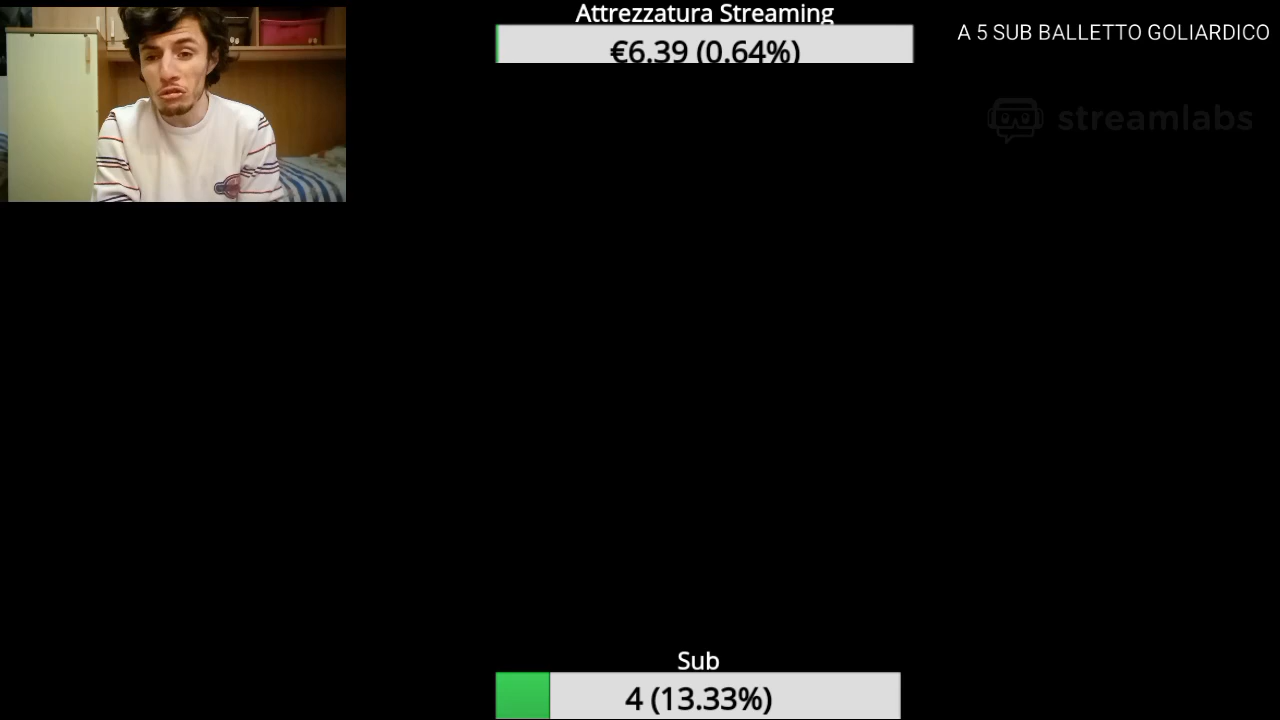 Attrezzatura Streaming
€6.39 (0.64%)
A 5 SUB BALLETTO GOLIARDICO
streamlabs
Sub
4 (13.33%)